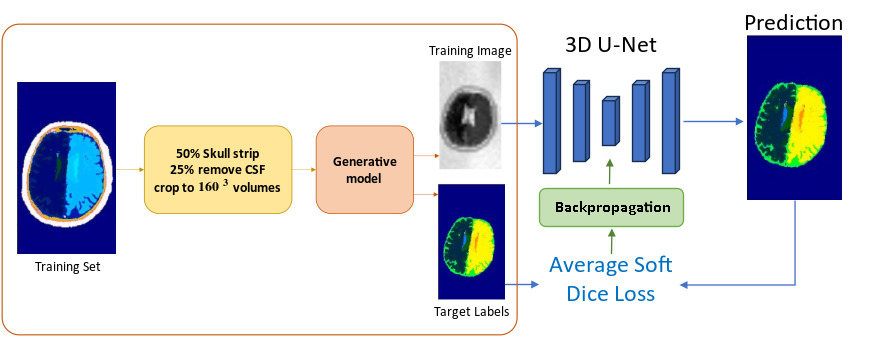 Training Set
50% Skull strip
25% remove CSF
crop to 160 3 volumes
Generative
model
Training Image
Target Labels
3D U-Net
Backpropagation
Average Soft
Dice Loss
Prediction